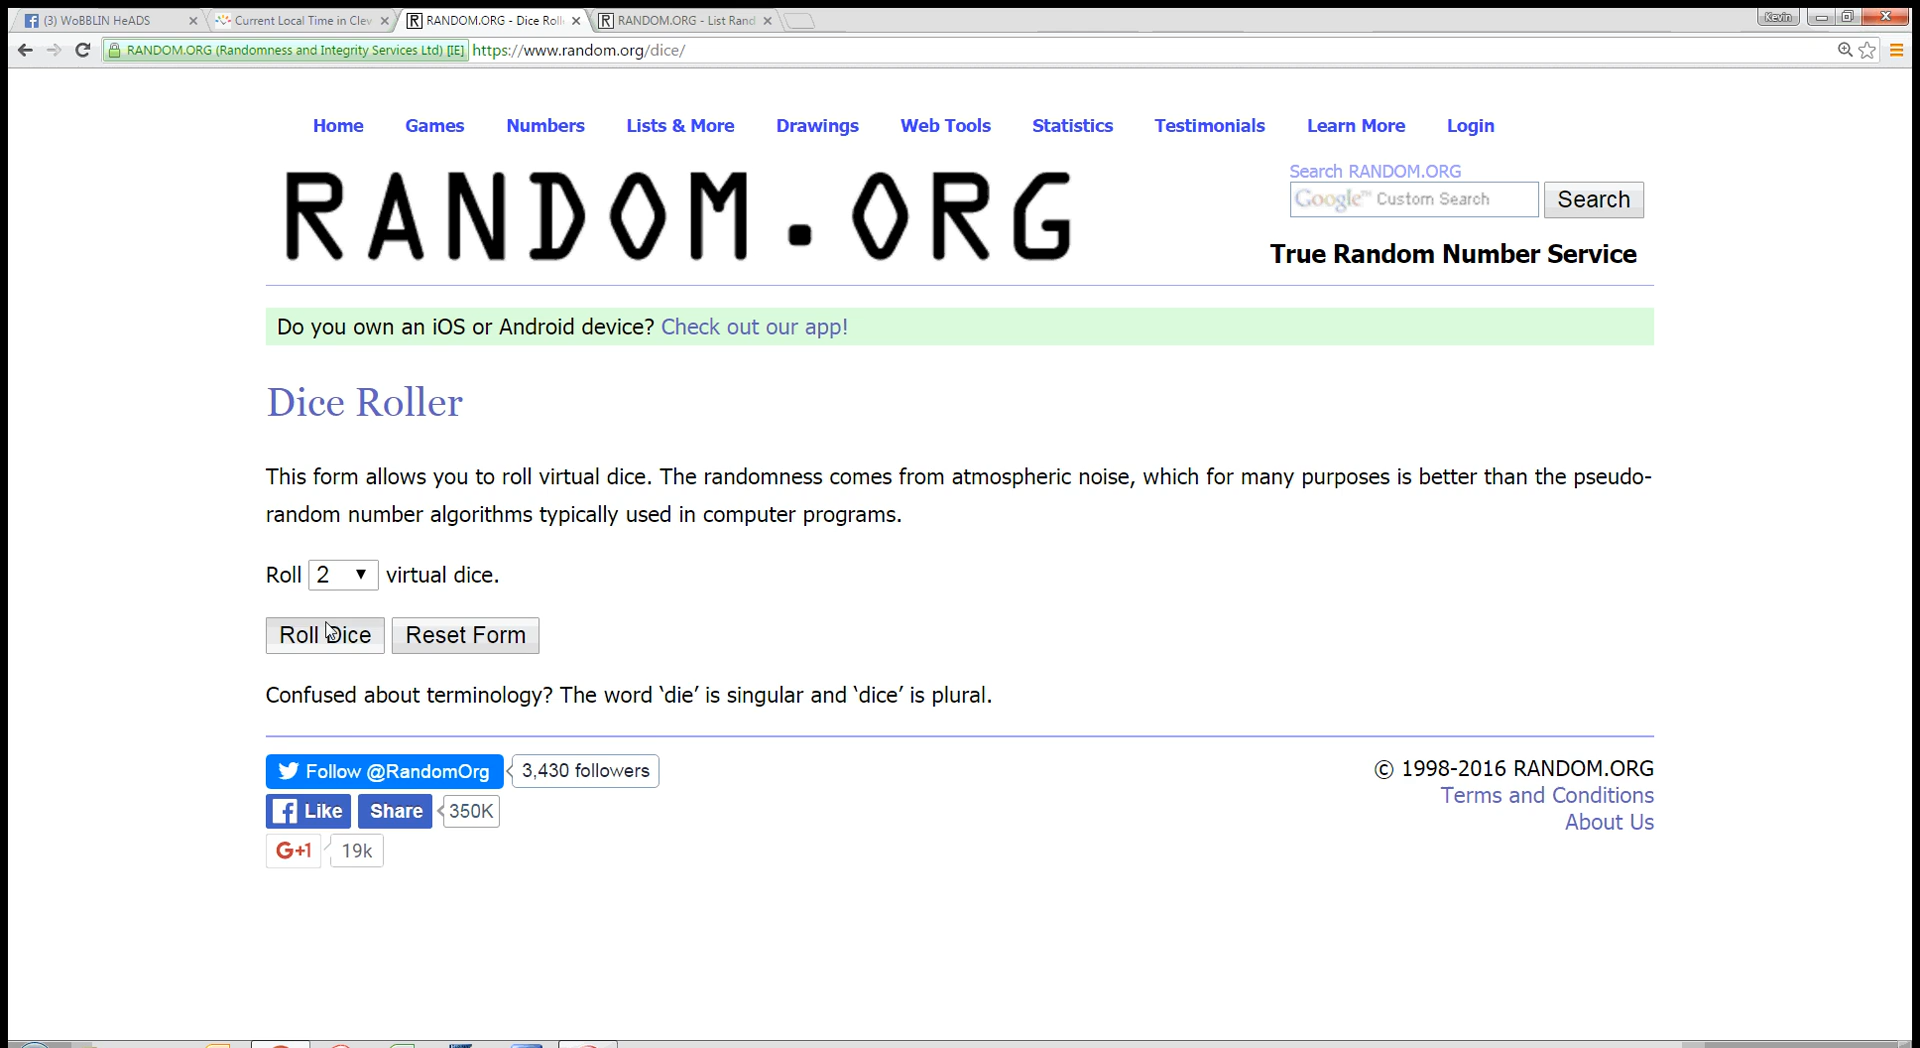 (3) WoBBLIN HeADS
Current Local Time in Clev
RANDOM.ORG - Dice Roll
RANDOM.ORG - List Rand
Kevin
RANDOM.ORG (Randomness and Integrity Services Ltd) [IE]
https://www.random.org/dice/
Home Games Numbers Lists & More Drawings Web Tools Statistics Testimonials Learn More Login
RANDOM.ORG
Search RANDOM.ORG
Google™ Custom Search
Search
True Random Number Service
Do you own an iOS or Android device? Check out our app!
Dice Roller
This form allows you to roll virtual dice. The randomness comes from atmospheric noise, which for many purposes is better than the pseudo-
random number algorithms typically used in computer programs.
Roll 2 virtual dice.
Roll Dice Reset Form
Confused about terminology? The word ‘die’ is singular and ‘dice’ is plural.
Follow @RandomOrg 3,430 followers
Like Share 350K
G+1 19k
© 1998-2016 RANDOM.ORG
Terms and Conditions
About Us